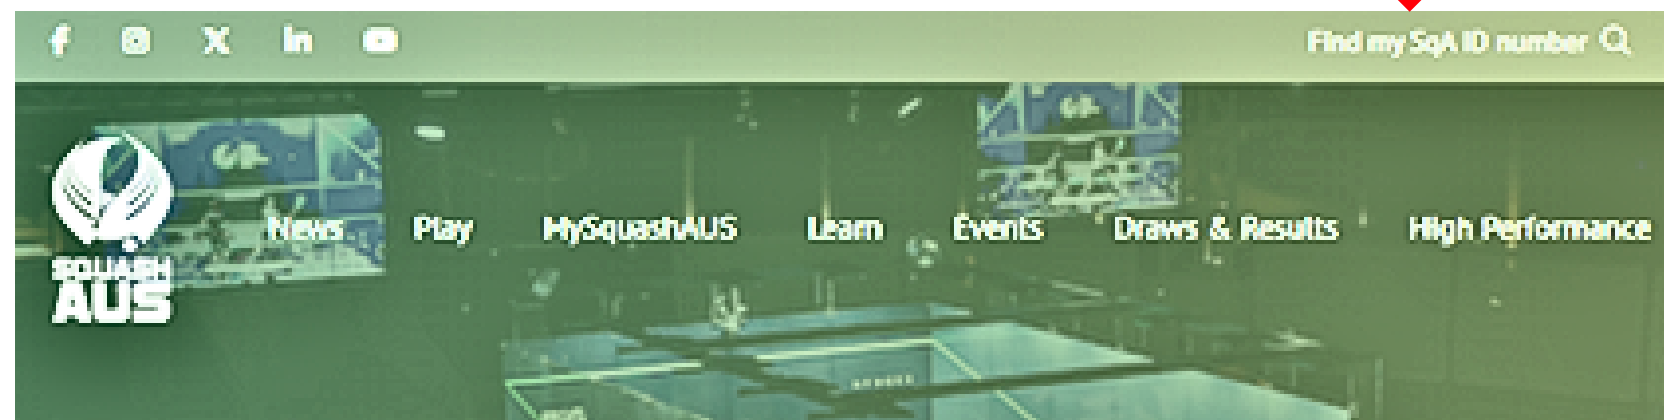 Find my SqA ID number
News Play MySquashAUS Learn Events Draws & Results High Performance
SQUASH
AUS